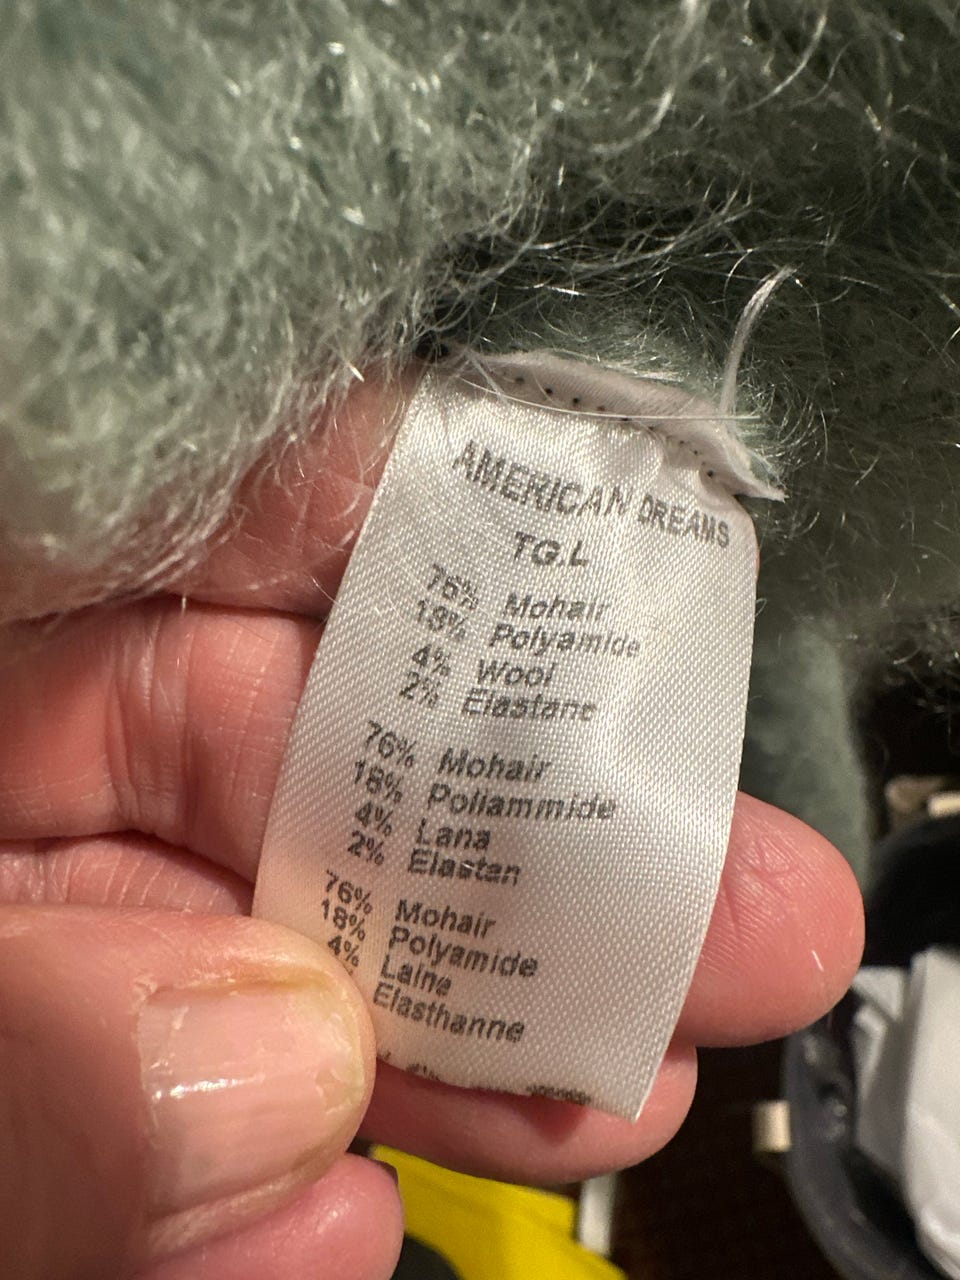 AMERICAN DREAMS
TG.L
76% Mohair
18% Polyamide
4% Wool
2% Elastane
76% Mohair
18% Poliammide
4% Lana
2% Elastan
76% Mohair
18% Polyamide
4% Laine
Elasthanne